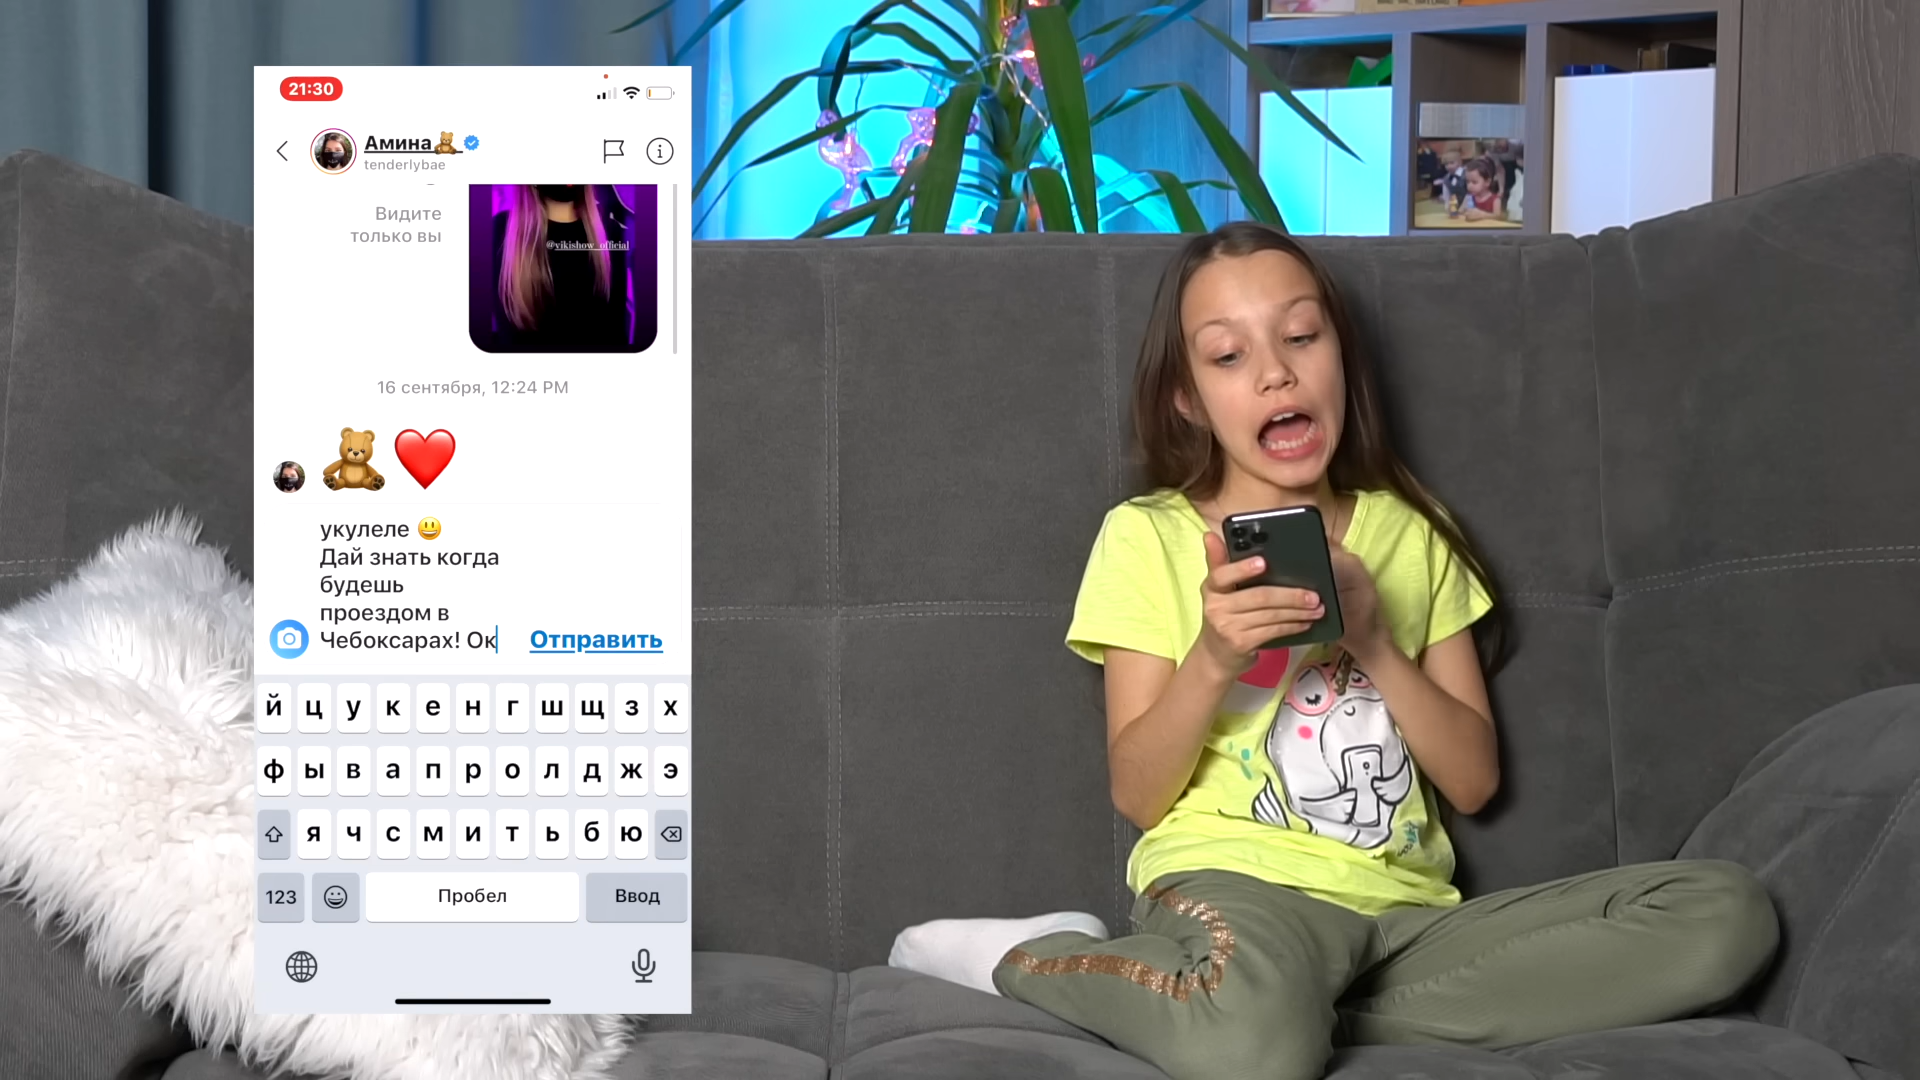 21:30
Амина
tenderlybae
Видите
только вы
@vikishow_official
16 сентября, 12:24 PM
укулеле
Дай знать когда
будешь
проездом в
Чебоксарах! Ок
Отправить
й ц у к е н г ш щ з х
ф ы в а п р о л д ж э
я ч с м и т ь б ю
123 Пробел Ввод